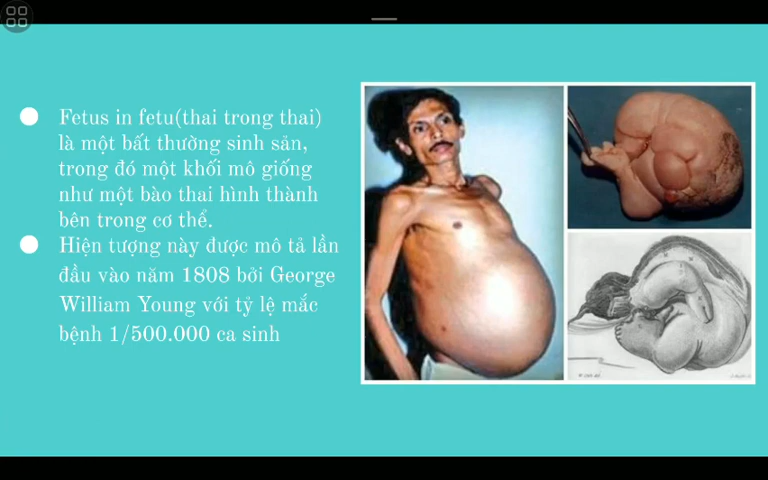 Fetus in fetu(thai trong thai)
là một bất thường sinh sản,
trong đó một khối mô giống
như một bào thai hình thành
bên trong cơ thể.
Hiện tượng này được mô tả lần
đầu vào năm 1808 bởi George
William Young với tỷ lệ mắc
bệnh 1/500.000 ca sinh